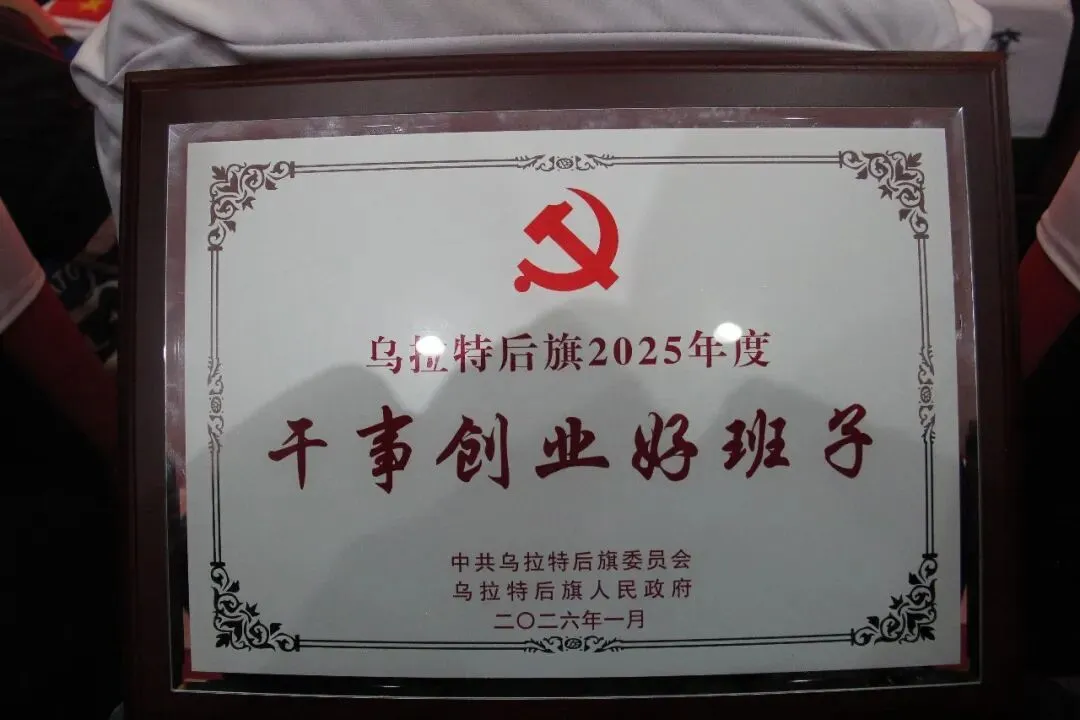 乌拉特后旗2025年度
干事创业好班子
中共乌拉特后旗委员会
乌拉特后旗人民政府
二〇二六年一月